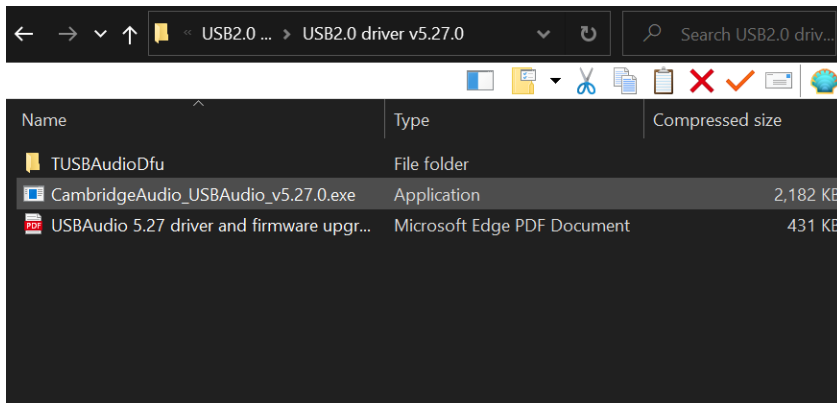 « USB2.0 ... > USB2.0 driver v5.27.0 Search USB2.0 driv...
Name Type Compressed size
TUSBAudioDfu File folder
CambridgeAudio_USBAudio_v5.27.0.exe Application 2,182 KB
PDF USBAudio 5.27 driver and firmware upgr... Microsoft Edge PDF Document 431 KB